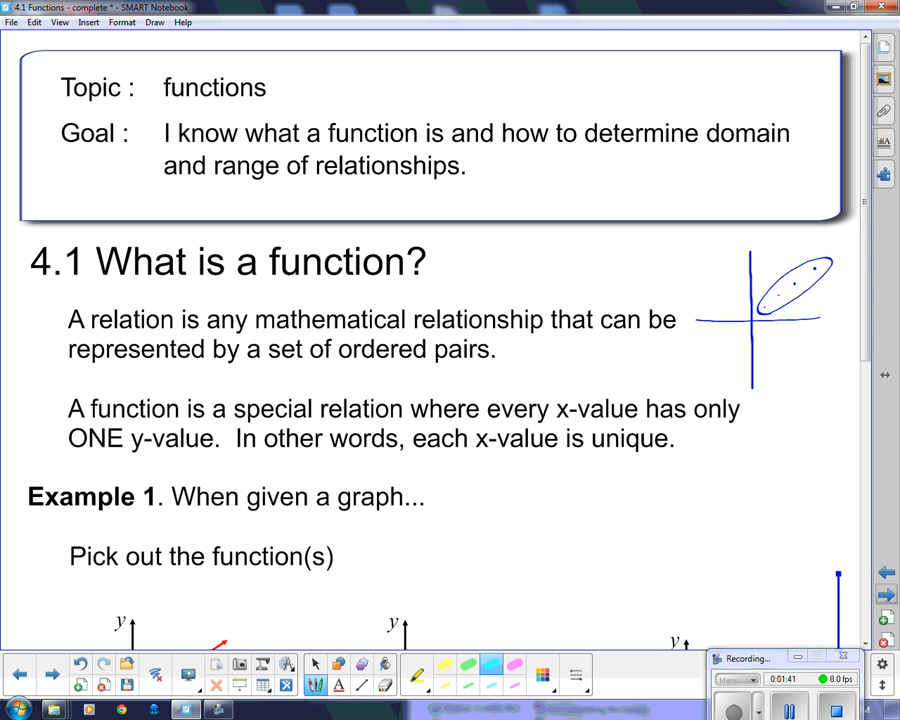 4.1 Functions - complete * - SMART Notebook
File Edit View Insert Format Draw Help
Topic : functions
Goal : I know what a function is and how to determine domain
and range of relationships.
4.1 What is a function?
A relation is any mathematical relationship that can be
represented by a set of ordered pairs.
A function is a special relation where every x-value has only
ONE y-value. In other words, each x-value is unique.
Example 1. When given a graph...
Pick out the function(s)
y
y
y
Recording...
Menu
0:01:41
8.0 fps